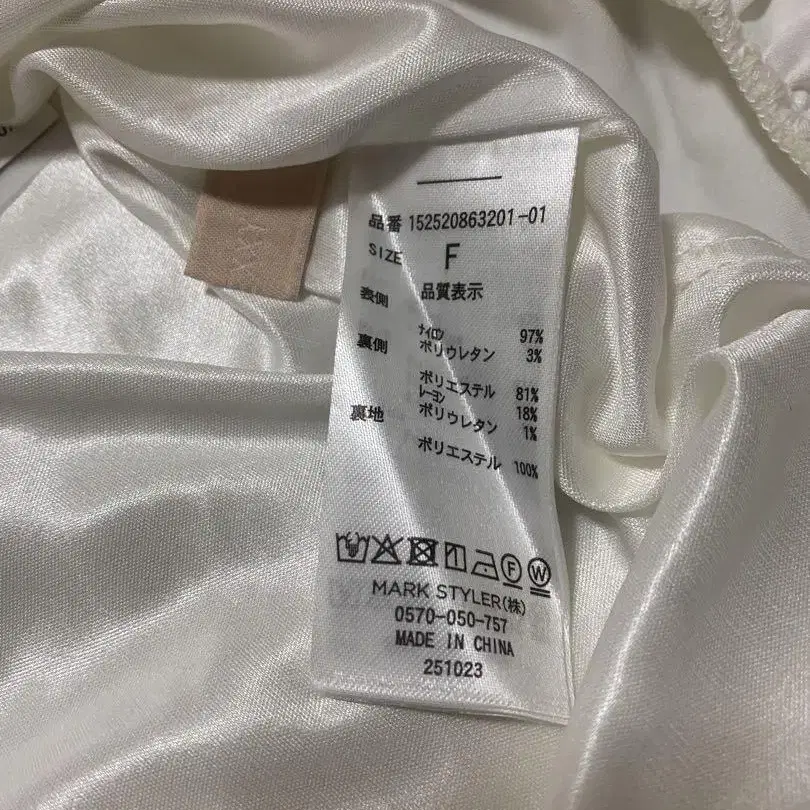 品番 152520863201-01
SIZE F
品質表示
表側
ナイロン 97%
ポリウレタン 3%
裏側
ポリエステル 81%
レーヨン 18%
ポリウレタン 1%
裏地
ポリエステル 100%
MARK STYLER(株)
0570-050-757
MADE IN CHINA
251023